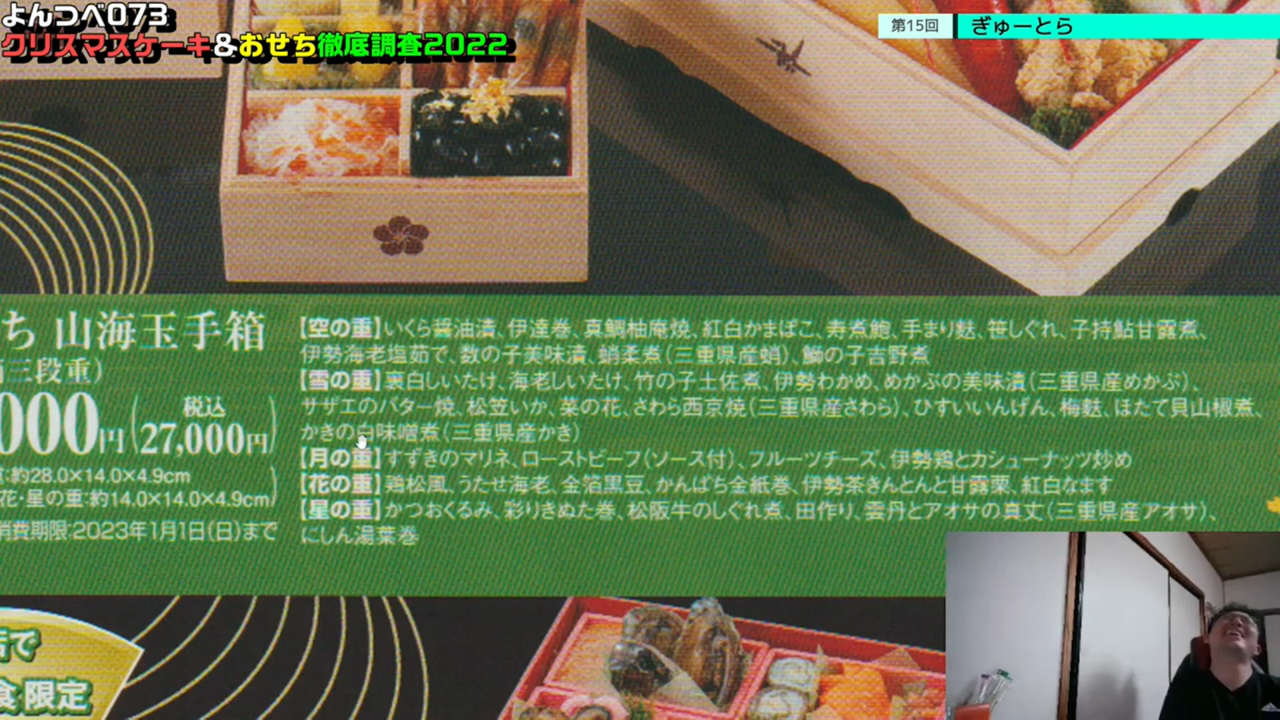 よんつべ073
クリスマスケーキ&おせち徹底調査2022
第15回 ぎゅーとら
ち 山海玉手箱
三段重)
000円(税込27,000円)
:約28.0×14.0×4.9cm
花・星の重:約14.0×14.0×4.9cm)
消費期限:2023年1月1日(日)まで
【空の重】いくら醤油漬、伊達巻、真鯛柚庵焼、紅白かまぼこ、寿煮鮑、手まり麩、笹しぐれ、子持鮎甘露煮、
伊勢海老塩茹で、数の子美味漬、蛸柔煮(三重県産蛸)、鰤の子吉野煮
【雪の重】裏白しいたけ、海老しいたけ、竹の子土佐煮、伊勢わかめ、めかぶの美味漬(三重県産めかぶ)、
サザエのバター焼、松笠いか、菜の花、さわら西京焼(三重県産さわら)、ひすいいんげん、梅麩、ほたて貝山椒煮、
かきの白味噌煮(三重県産かき)
【月の重】すずきのマリネ、ローストビーフ(ソース付)、フルーツチーズ、伊勢鶏とカシューナッツ炒め
【花の重】鶏松風、うたせ海老、金箔黒豆、かんぱち金紙巻、伊勢茶きんとんと甘露栗、紅白なます
【星の重】かつおくるみ、彩りきぬた巻、松阪牛のしぐれ煮、田作り、雲丹とアオサの真丈(三重県産アオサ)、
にしん湯葉巻
で
食限定